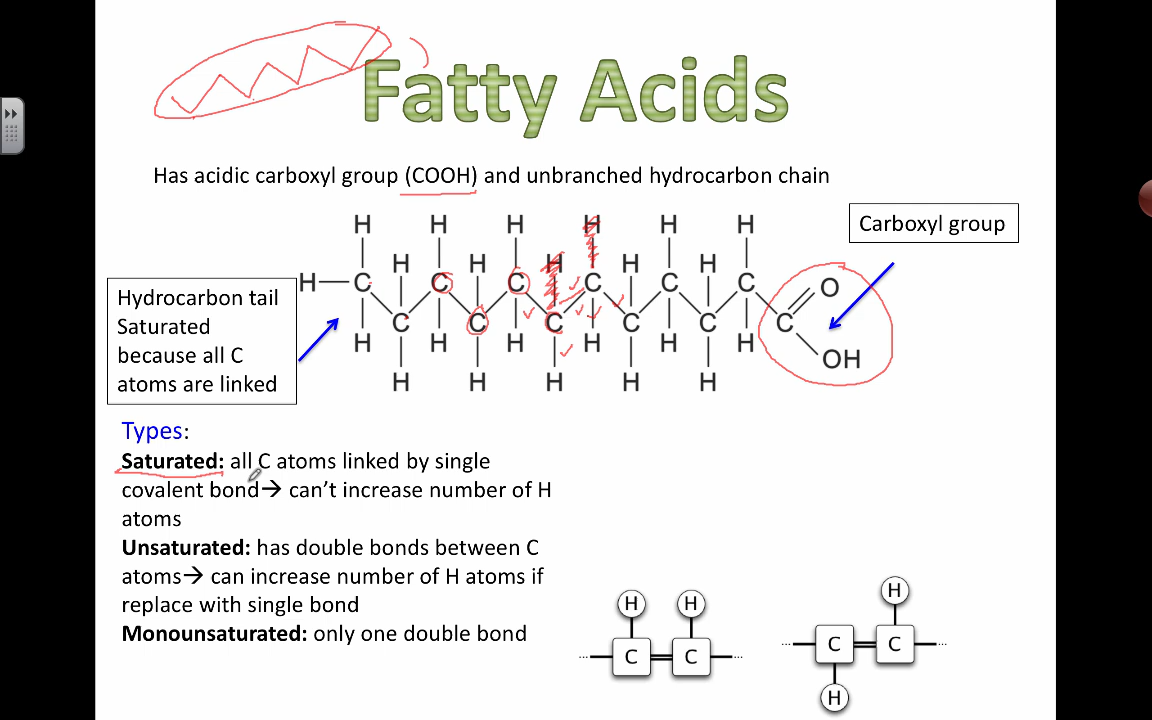 Fatty Acids
Has acidic carboxyl group (COOH) and unbranched hydrocarbon chain
Carboxyl group
H H H H H H
H H H H H
H C C C C C C O
C C C C C C
H H H H H H OH
H H H H H
Hydrocarbon tail
Saturated
because all C
atoms are linked
Types:
Saturated: all C atoms linked by single
covalent bond→ can’t increase number of H
atoms
Unsaturated: has double bonds between C
atoms→ can increase number of H atoms if
replace with single bond
Monounsaturated: only one double bond
H H
... C C ...
H
... C C ...
H